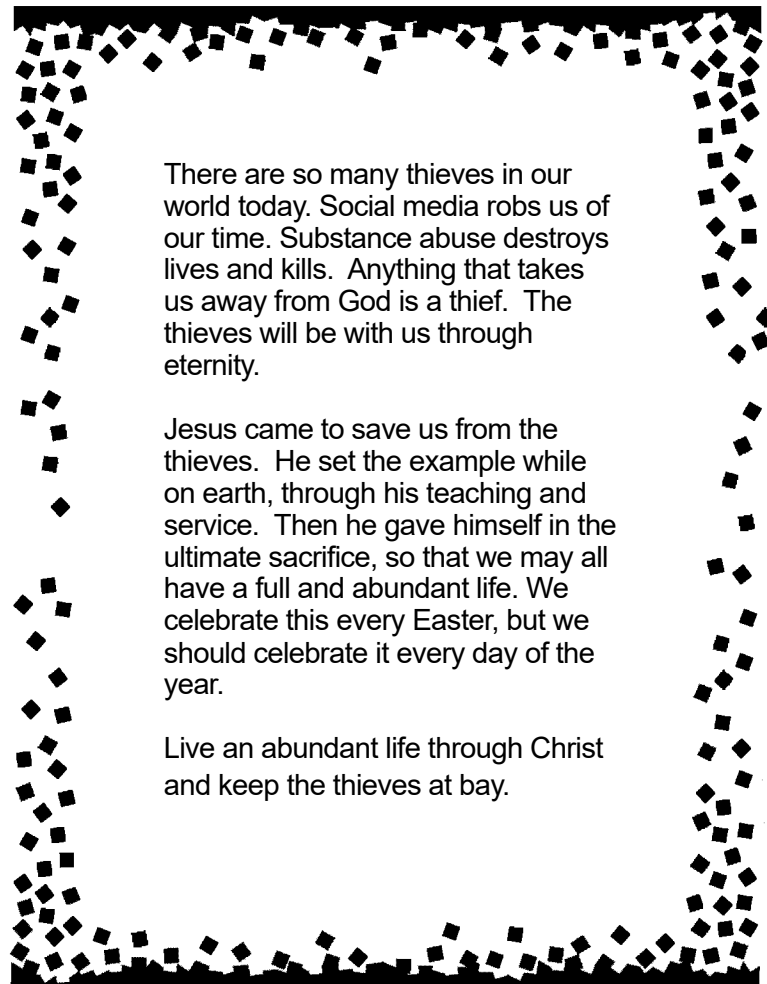 There are so many thieves in our
world today. Social media robs us of
our time. Substance abuse destroys
lives and kills.  Anything that takes
us away from God is a thief.  The
thieves will be with us through
eternity.

Jesus came to save us from the
thieves.  He set the example while
on earth, through his teaching and
service.  Then he gave himself in the
ultimate sacrifice, so that we may all
have a full and abundant life. We
celebrate this every Easter, but we
should celebrate it every day of the
year.

Live an abundant life through Christ
and keep the thieves at bay.